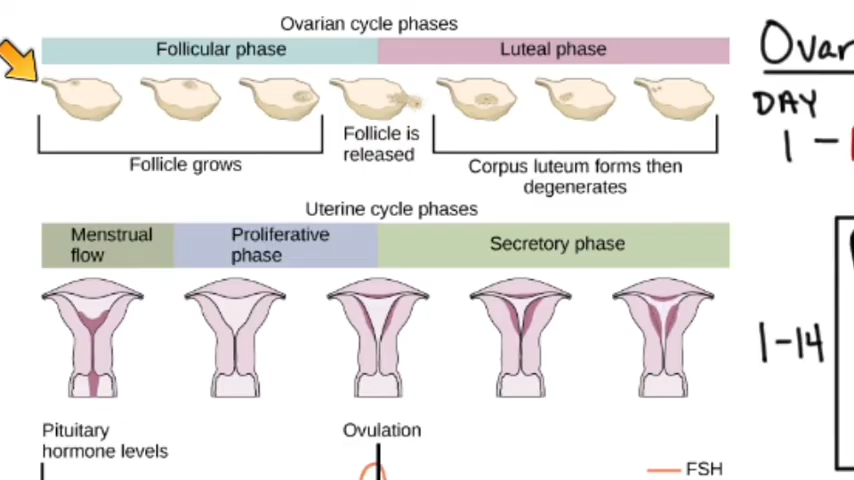 Ovarian cycle phases
Follicular phase
Luteal phase
Follicle grows
Follicle is
released
Corpus luteum forms then
degenerates
Uterine cycle phases
Menstrual
flow
Proliferative
phase
Secretory phase
Pituitary
hormone levels
Ovulation
FSH
Ovar
DAY
1 –
1-14